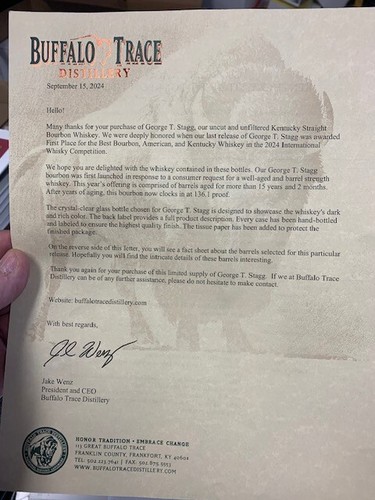 BUFFALO TRACE
DISTILLERY
September 15, 2024
Hello!
Many thanks for your purchase of George T. Stagg, our uncut and unfiltered Kentucky Straight
Bourbon Whiskey. We were deeply honored when our last release of George T. Stagg was awarded
First Place for the Best Bourbon, American, and Kentucky Whiskey in the 2024 International
Whisky Competition.
We hope you are delighted with the whiskey contained in these bottles. Our George T. Stagg
bourbon was first launched in response to a consumer request for a well-aged and barrel strength
whiskey. This year's offering is comprised of barrels aged for more than 15 years and 2 months.
After years of aging, this bourbon now clocks in at 136.1 proof.
The crystal-clear glass bottle chosen for George T. Stagg is designed to showcase the whiskey's dark
and rich color. The back label provides a full product description. Every case has been hand-bottled
and labeled to ensure the highest quality finish. The tissue paper has been added to protect the
finished package.
On the reverse side of this letter, you will see a fact sheet about the barrels selected for this particular
release. Hopefully you will find the intricate details of these barrels interesting.
Thank you again for your purchase of this limited supply of George T. Stagg. If we at Buffalo Trace
Distillery can be of any further assistance, please do not hesitate to make contact.
Website: buffalotracedistillery.com
With best regards,
Jake Wenz
President and CEO
Buffalo Trace Distillery
HONOR TRADITION • EMBRACE CHANGE
113 GREAT BUFFALO TRACE
FRANKLIN COUNTY, FRANKFORT, KY 40601
TEL: 502 223 7641 | FAX: 502 875 5553
WWW.BUFFALOTRACEDISTILLERY.COM